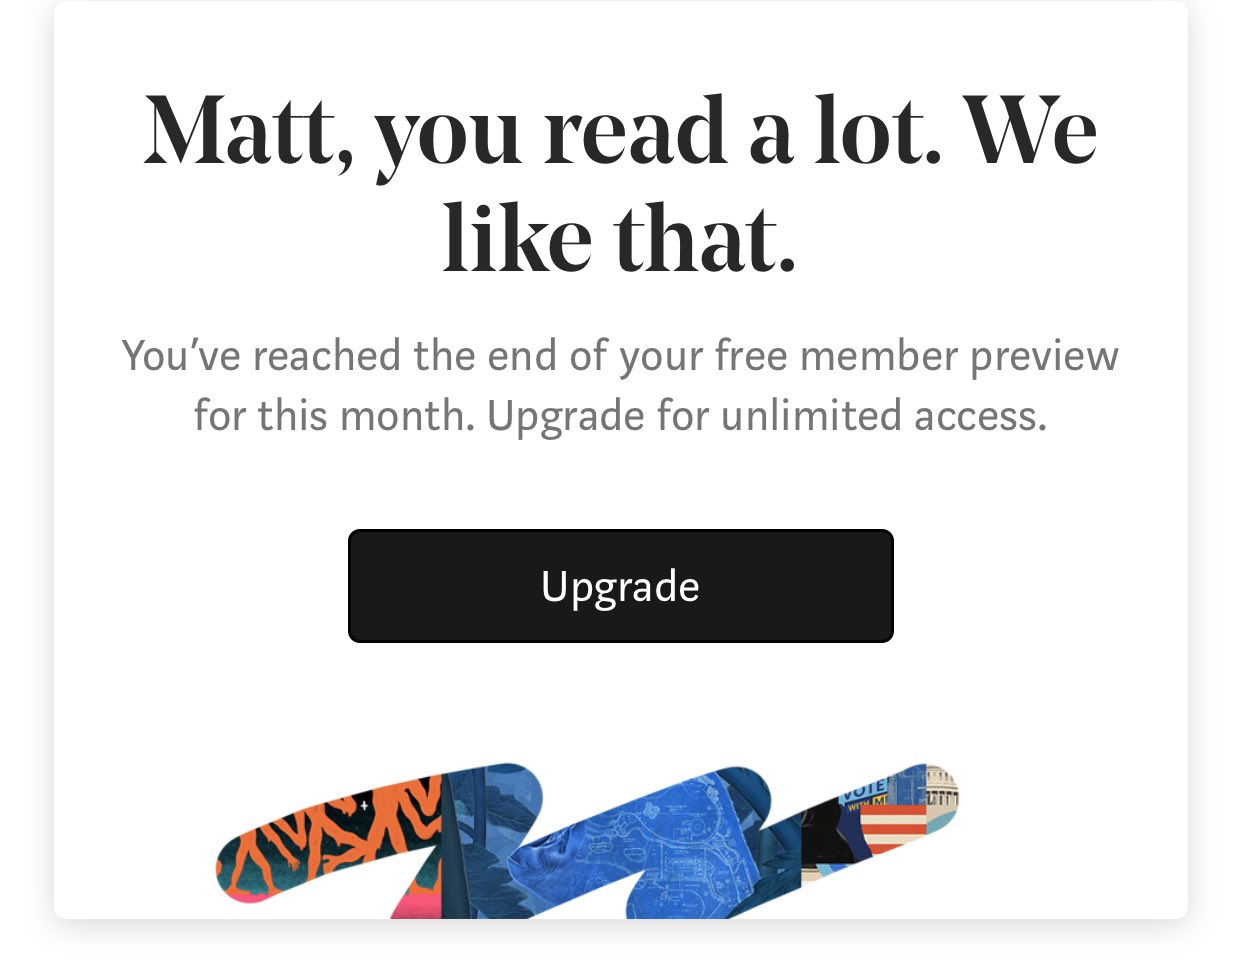 Matt, you read a lot. We
like that.
You’ve reached the end of your free member preview
for this month. Upgrade for unlimited access.
Upgrade
VOTE
WITH M